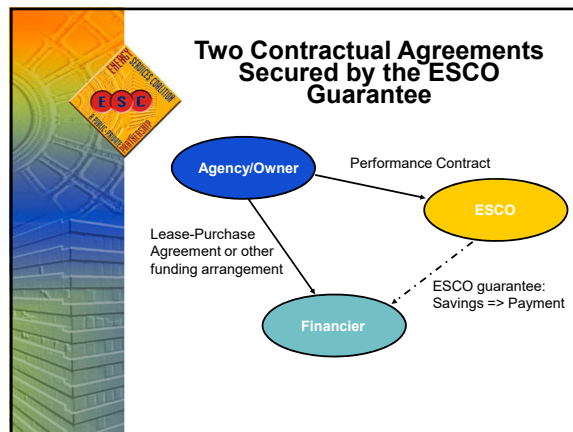 Two Contractual Agreements
Secured by the ESCO
Guarantee
ENERGY
SERVICES COALITION
E S C
A PUBLIC-PRIVATE
PARTNERSHIP
Agency/Owner
Performance Contract
ESCO
Lease-Purchase
Agreement or other
funding arrangement
ESCO guarantee:
Savings => Payment
Financier